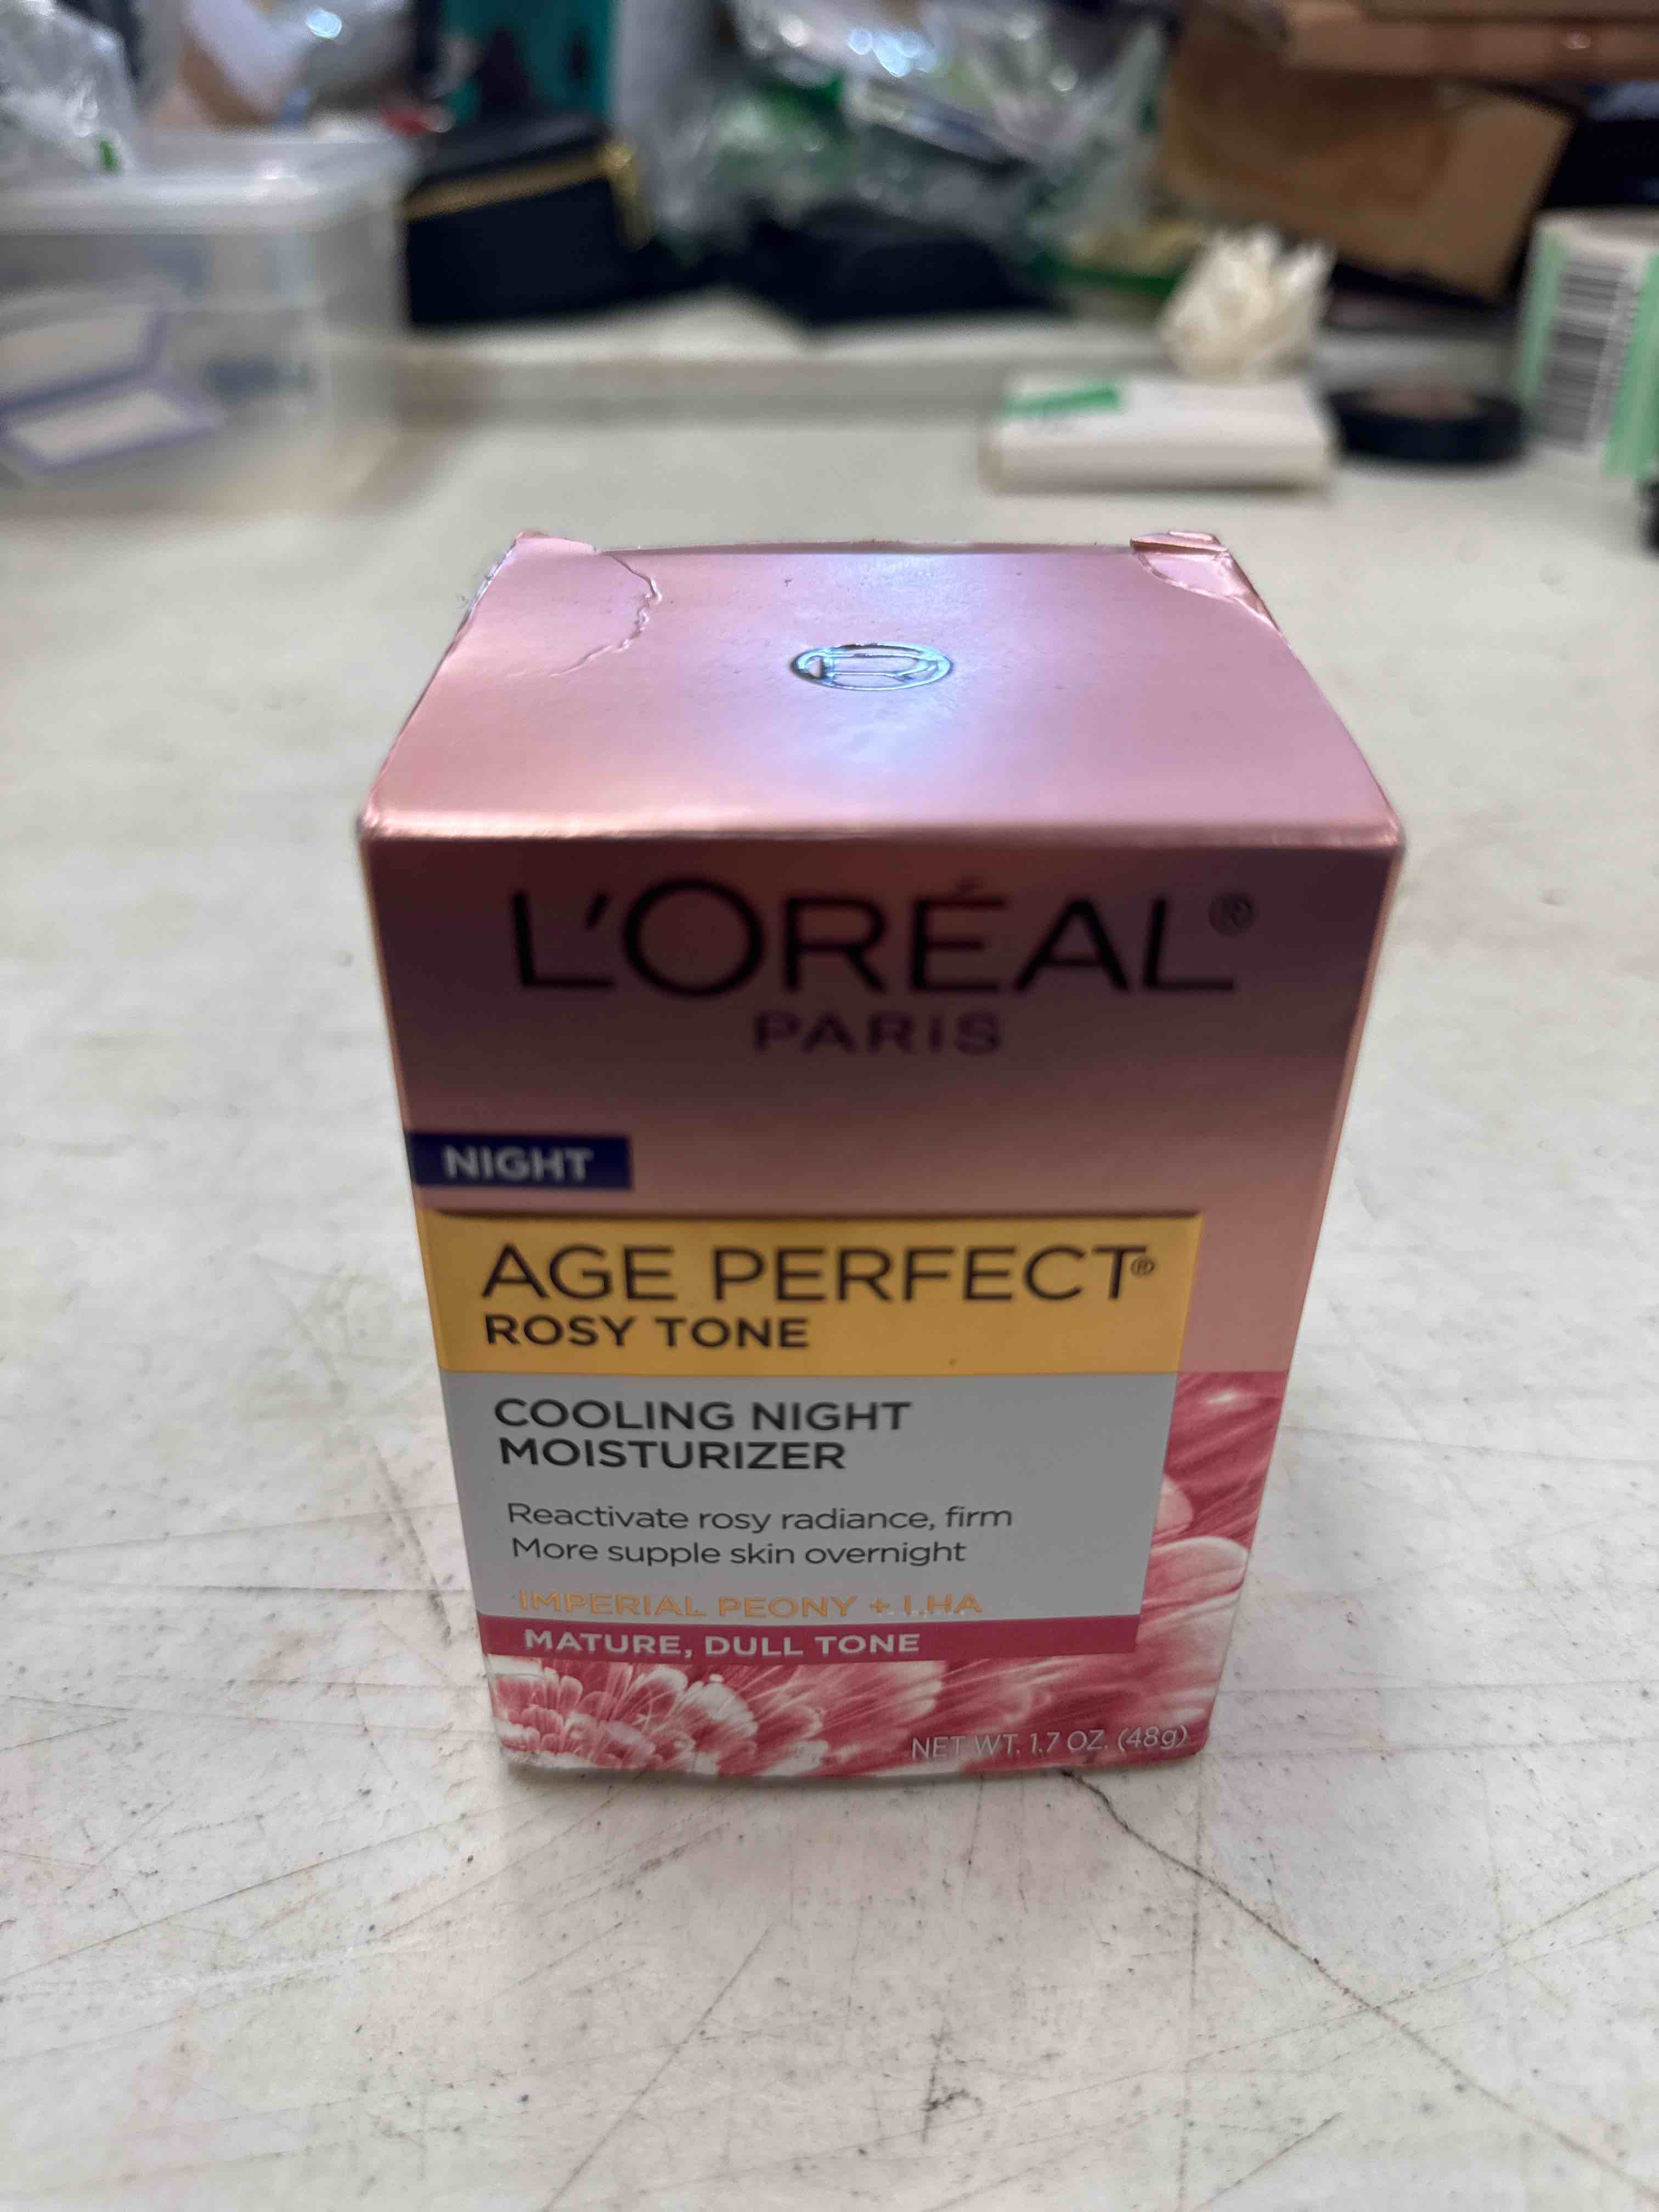 L'ORÉAL®
PARiS
NIGHT
AGE PERFECT®
ROSY TONE
COOLING NIGHT
MOISTURIZER
Reactivate rosy radiance, firm
More supple skin overnight
IMPERIAL PEONY + LHA
MATURE, DULL TONE
NET WT. 1.7 OZ. (48g)